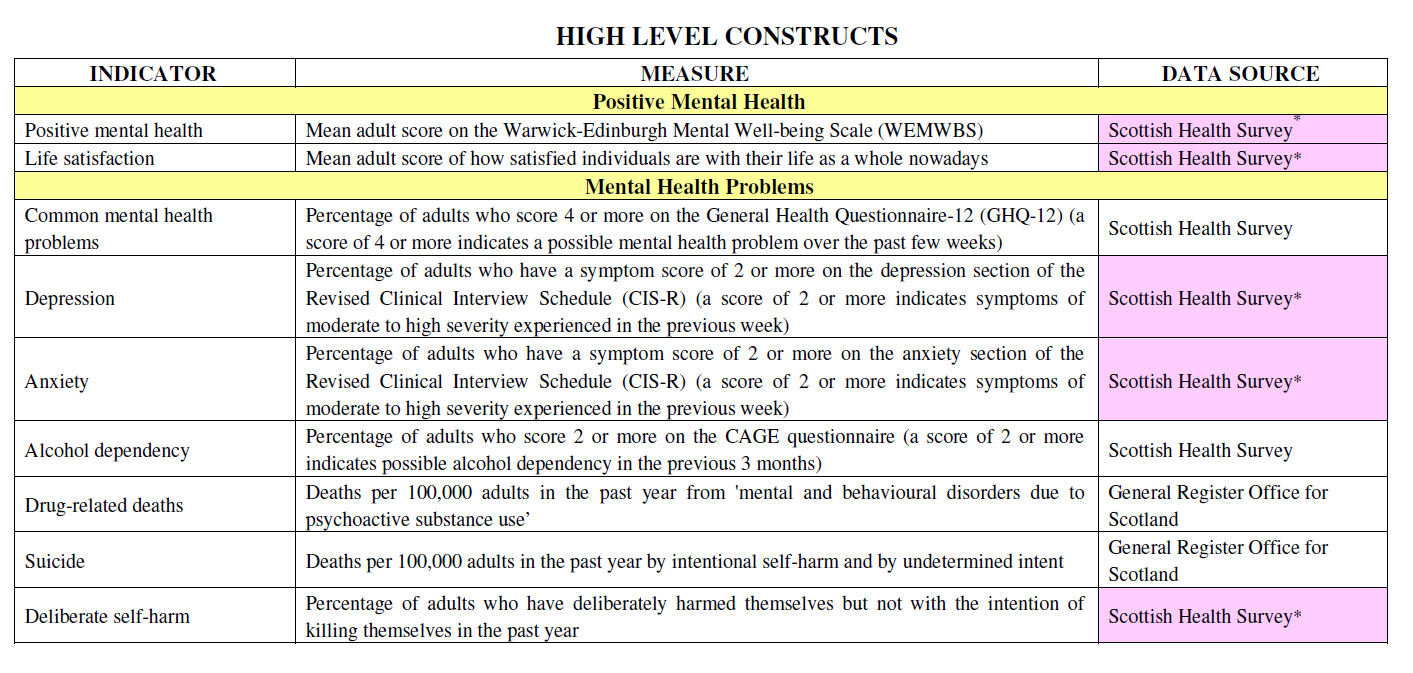 HIGH LEVEL CONSTRUCTS
INDICATOR MEASURE DATA SOURCE
Positive Mental Health
Positive mental health Mean adult score on the Warwick-Edinburgh Mental Well-being Scale (WEMWBS) Scottish Health Survey*
Life satisfaction Mean adult score of how satisfied individuals are with their life as a whole nowadays Scottish Health Survey*
Mental Health Problems
Common mental health
problems
Percentage of adults who score 4 or more on the General Health Questionnaire-12 (GHQ-12) (a
score of 4 or more indicates a possible mental health problem over the past few weeks)
Scottish Health Survey
Depression
Percentage of adults who have a symptom score of 2 or more on the depression section of the
Revised Clinical Interview Schedule (CIS-R) (a score of 2 or more indicates symptoms of
moderate to high severity experienced in the previous week)
Scottish Health Survey*
Anxiety
Percentage of adults who have a symptom score of 2 or more on the anxiety section of the
Revised Clinical Interview Schedule (CIS-R) (a score of 2 or more indicates symptoms of
moderate to high severity experienced in the previous week)
Scottish Health Survey*
Alcohol dependency
Percentage of adults who score 2 or more on the CAGE questionnaire (a score of 2 or more
indicates possible alcohol dependency in the previous 3 months)
Scottish Health Survey
Drug-related deaths
Deaths per 100,000 adults in the past year from 'mental and behavioural disorders due to
psychoactive substance use’
General Register Office for
Scotland
Suicide
Deaths per 100,000 adults in the past year by intentional self-harm and by undetermined intent
General Register Office for
Scotland
Deliberate self-harm
Percentage of adults who have deliberately harmed themselves but not with the intention of
killing themselves in the past year
Scottish Health Survey*